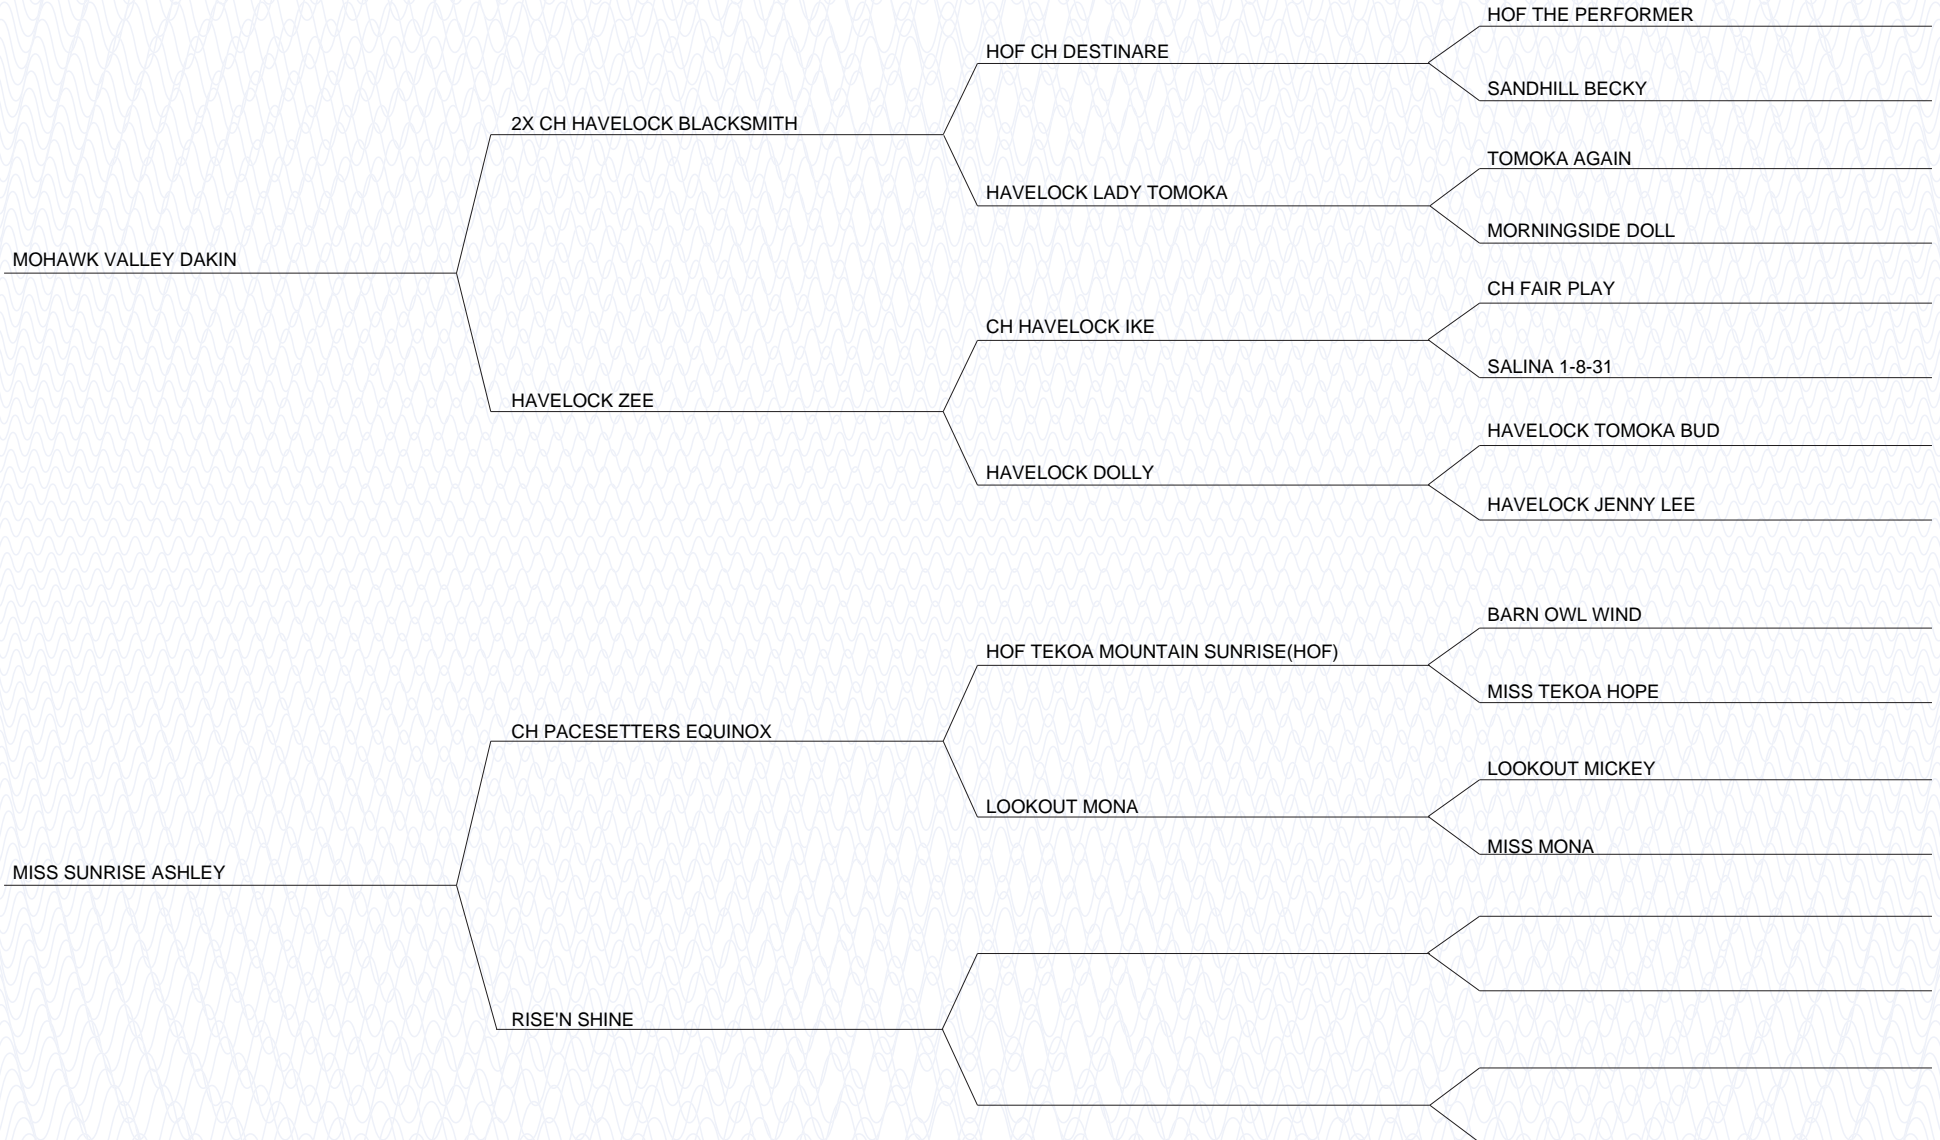 HOF THE PERFORMER
HOF CH DESTINARE
SANDHILL BECKY
2X CH HAVELOCK BLACKSMITH
TOMOKA AGAIN
HAVELOCK LADY TOMOKA
MORNINGSIDE DOLL
MOHAWK VALLEY DAKIN
CH FAIR PLAY
CH HAVELOCK IKE
SALINA 1-8-31
HAVELOCK ZEE
HAVELOCK TOMOKA BUD
HAVELOCK DOLLY
HAVELOCK JENNY LEE
BARN OWL WIND
HOF TEKOA MOUNTAIN SUNRISE(HOF)
MISS TEKOA HOPE
CH PACESETTERS EQUINOX
LOOKOUT MICKEY
LOOKOUT MONA
MISS MONA
MISS SUNRISE ASHLEY
RISE'N SHINE